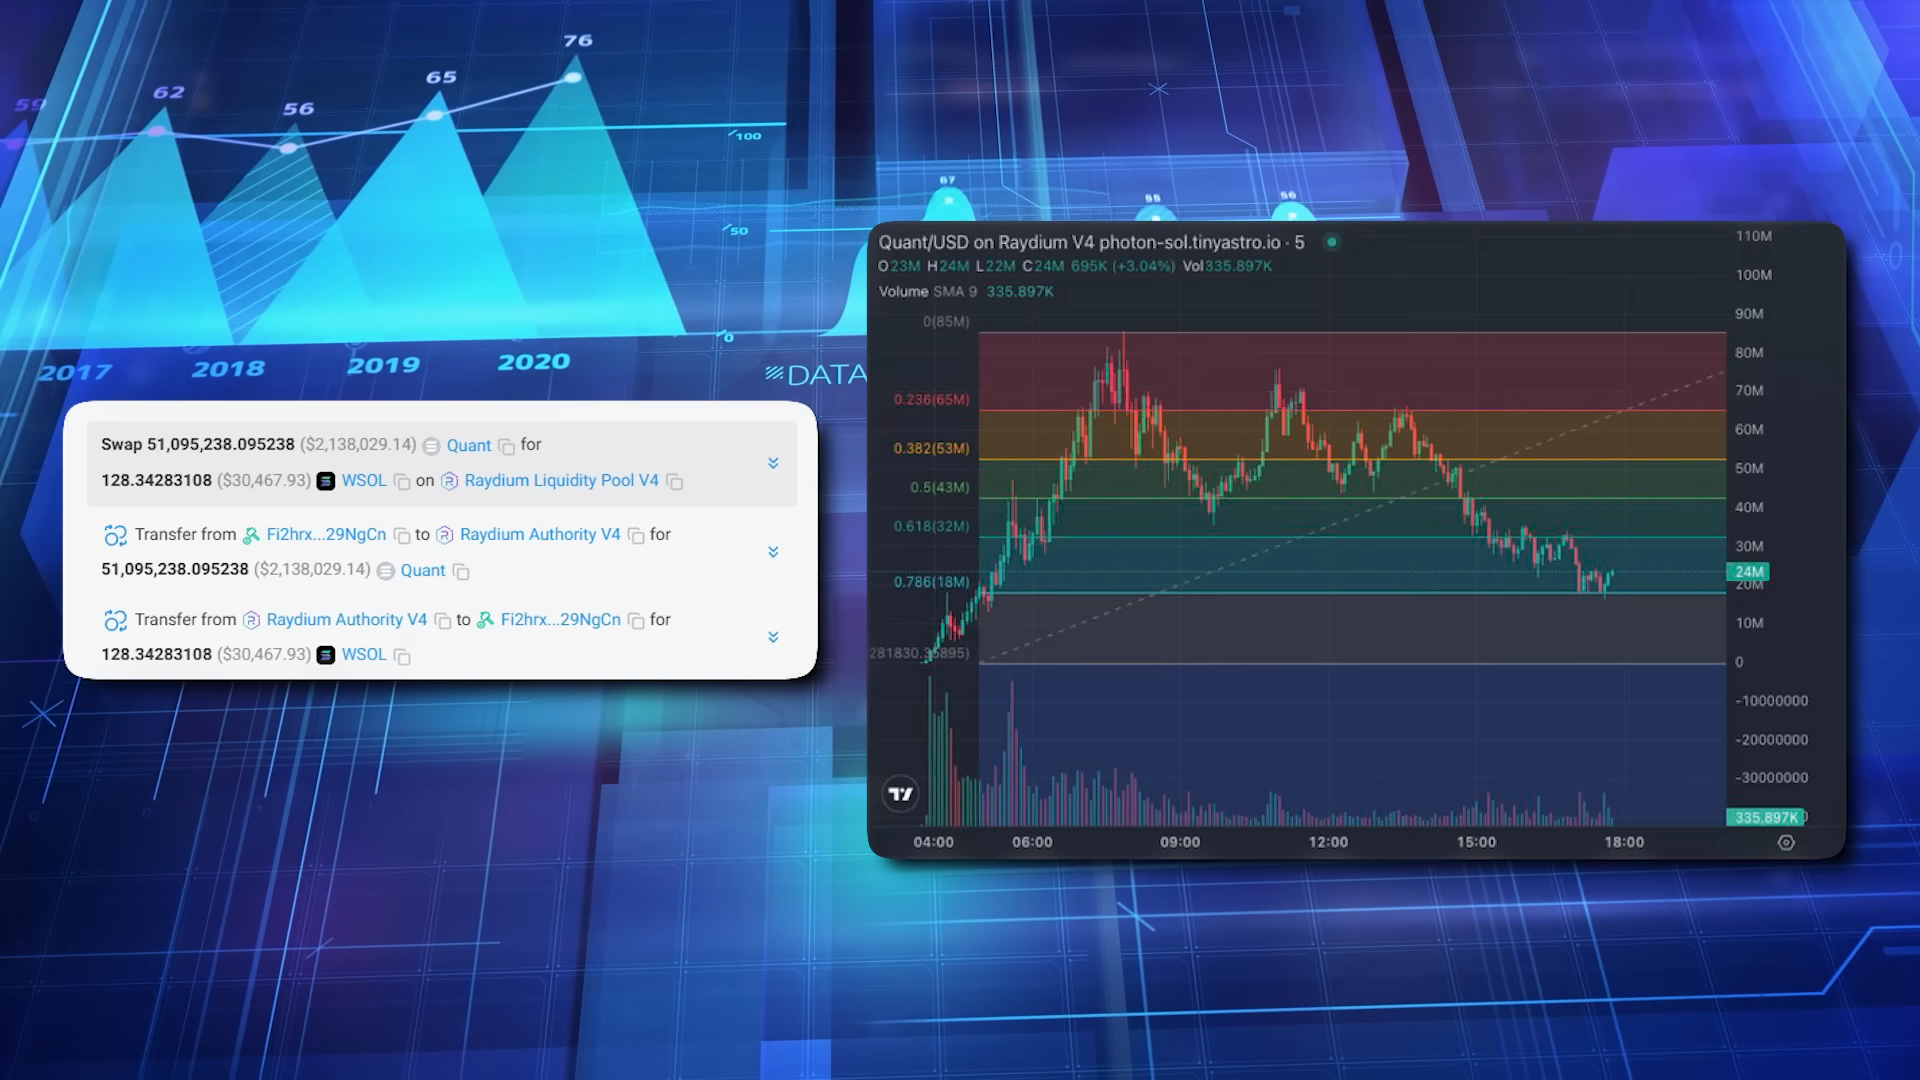 59
62
56
65
76
100
50
0
2017
2018
2019
2020
DATA
67
55
56
Swap 51,095,238.095238 ($2,138,029.14) Quant for
128.34283108 ($30,467.93) WSOL on Raydium Liquidity Pool V4
Transfer from Fi2hrx...29NgCn to Raydium Authority V4 for
51,095,238.095238 ($2,138,029.14) Quant
Transfer from Raydium Authority V4 to Fi2hrx...29NgCn for
128.34283108 ($30,467.93) WSOL
Quant/USD on Raydium V4 photon-sol.tinyastro.io · 5
O23M H24M L22M C24M 695K (+3.04%) Vol335.897K
Volume SMA 9 335.897K
0(85M)
0.236(65M)
0.382(53M)
0.5(43M)
0.618(32M)
0.786(18M)
110M
100M
90M
80M
70M
60M
50M
40M
30M
24M
20M
10M
0
-10000000
-20000000
-30000000
335.897K
04:00
06:00
09:00
12:00
15:00
18:00